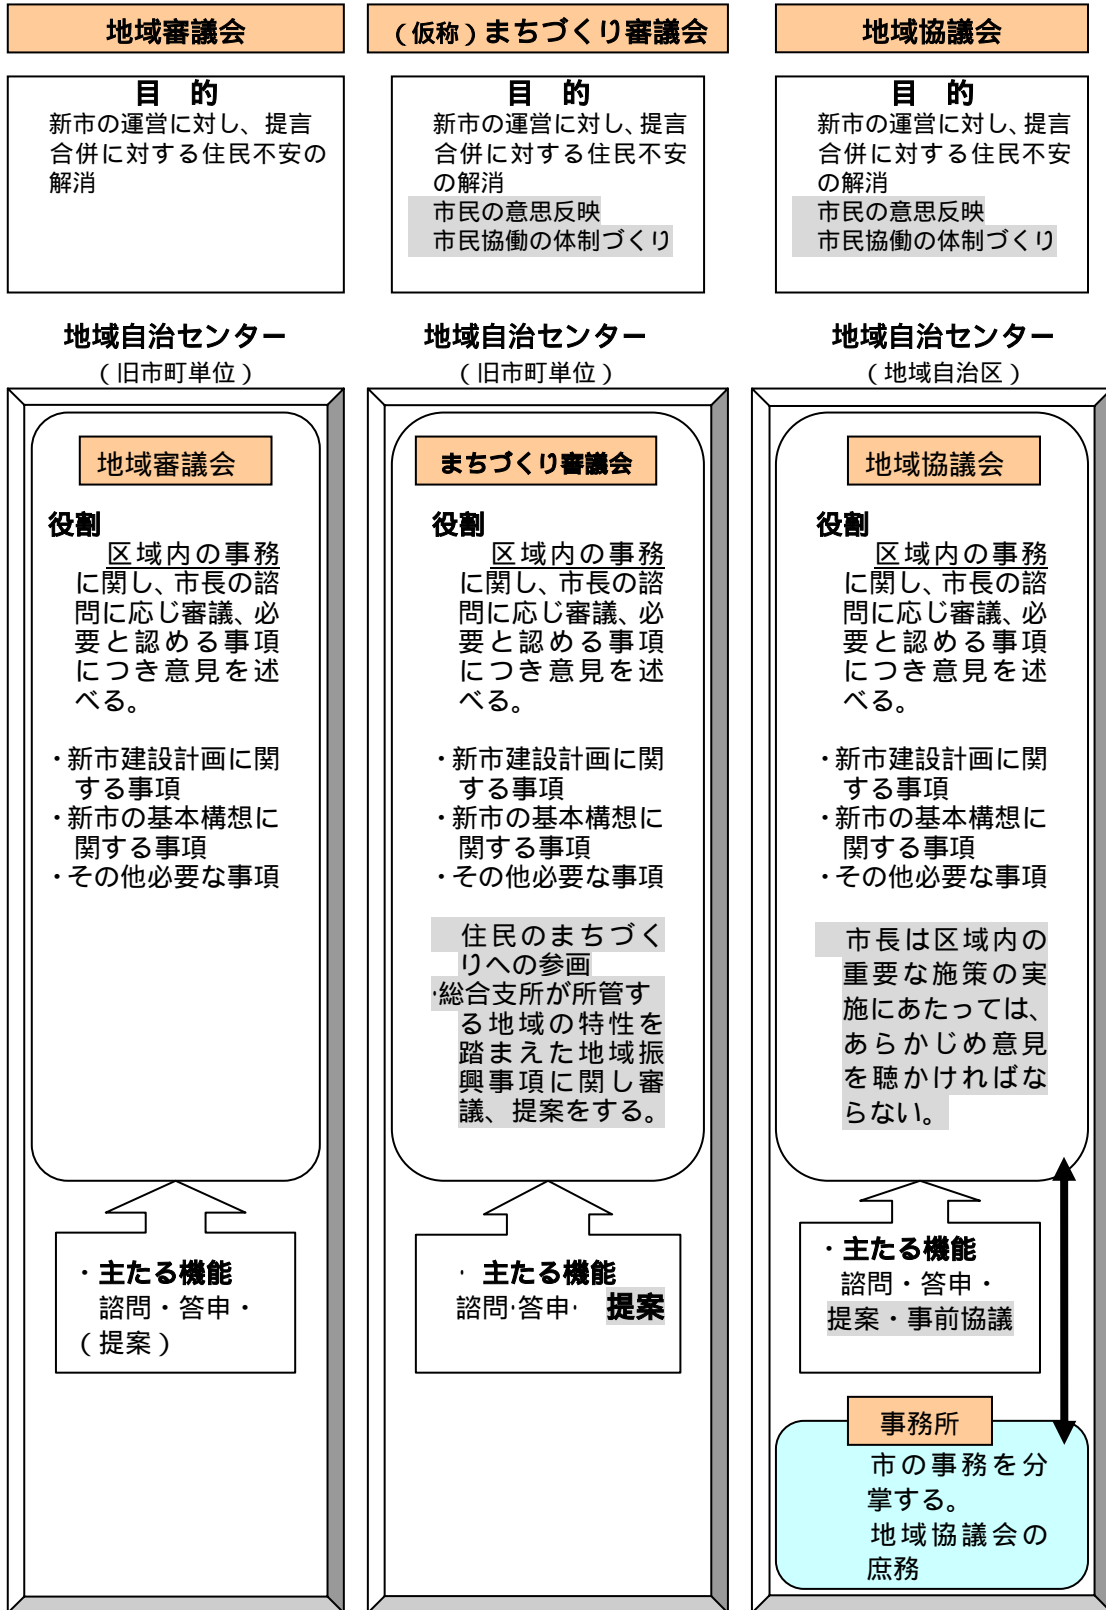 地域審議会
目 的
新市の運営に対し、提言
合併に対する住民不安の
解消
地域自治センター
(旧市町単位)
地域審議会
役割
区域内の事務
に関し、市長の諮
問に応じ審議、必
要と認める事項
につき意見を述
べる。
・新市建設計画に関
する事項
・新市の基本構想に
関する事項
・その他必要な事項
・主たる機能
諮問・答申・
(提案)
(仮称)まちづくり審議会
目 的
新市の運営に対し、提言
合併に対する住民不安
の解消
市民の意思反映
市民協働の体制づくり
地域自治センター
(旧市町単位)
まちづくり審議会
役割
区域内の事務
に関し、市長の諮
問に応じ審議、必
要と認める事項
につき意見を述
べる。
・新市建設計画に関
する事項
・新市の基本構想に
関する事項
・その他必要な事項
住民のまちづく
りへの参画
・総合支所が所管す
る地域の特性を
踏まえた地域振
興事項に関し審
議、提案をする。
・主たる機能
諮問・答申・ 提案
地域協議会
目 的
新市の運営に対し、提言
合併に対する住民不安
の解消
市民の意思反映
市民協働の体制づくり
地域自治センター
(地域自治区)
地域協議会
役割
区域内の事務
に関し、市長の諮
問に応じ審議、必
要と認める事項
につき意見を述
べる。
・新市建設計画に関
する事項
・新市の基本構想に
関する事項
・その他必要な事項
市長は区域内の
重要な施策の実
施にあたっては、
あらかじめ意見
を聴かければな
らない。
・主たる機能
諮問・答申・
提案・事前協議
事務所
市の事務を分
掌する。
地域協議会の
庶務